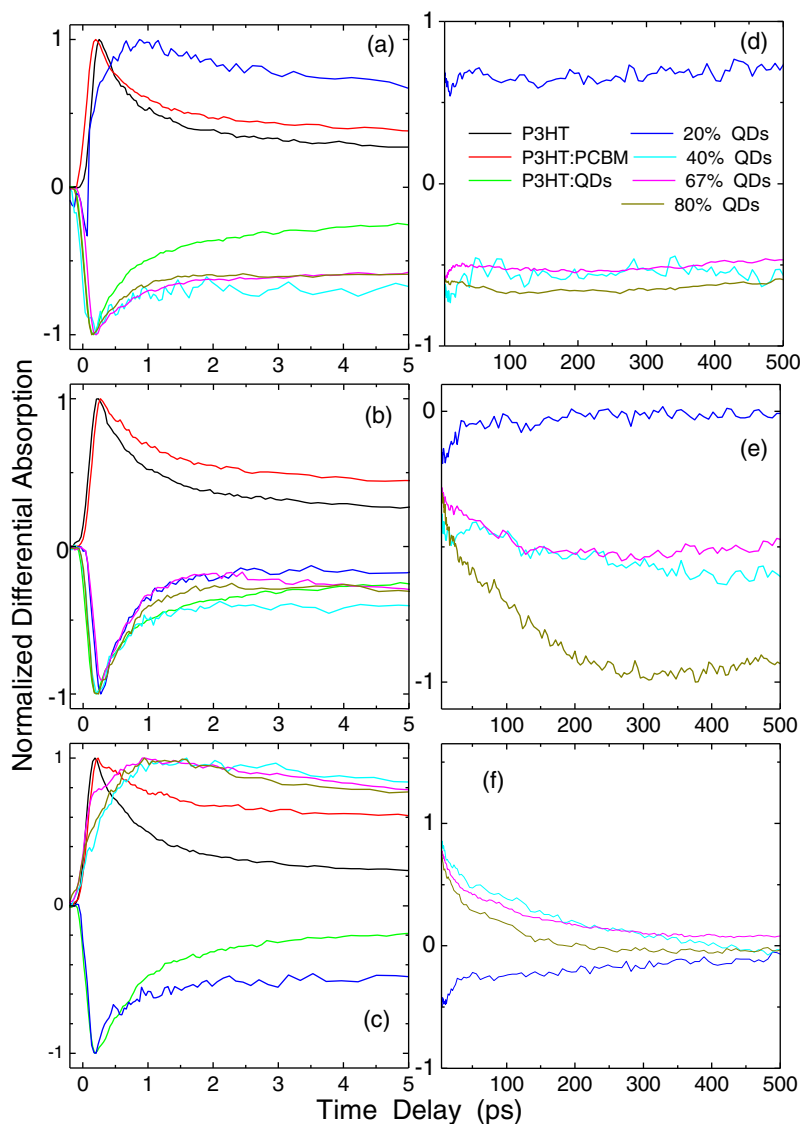 Normalized Differential Absorption
(a)
1
0
-1
0 1 2 3 4 5
(d)
1
P3HT
20% QDs
P3HT:PCBM
40% QDs
P3HT:QDs
67% QDs
80% QDs
0
-1
100 200 300 400 500
(b)
1
0
-1
0 1 2 3 4 5
(e)
0
-1
100 200 300 400 500
(c)
1
0
-1
0 1 2 3 4 5
(f)
1
0
-1
100 200 300 400 500
Time Delay (ps)